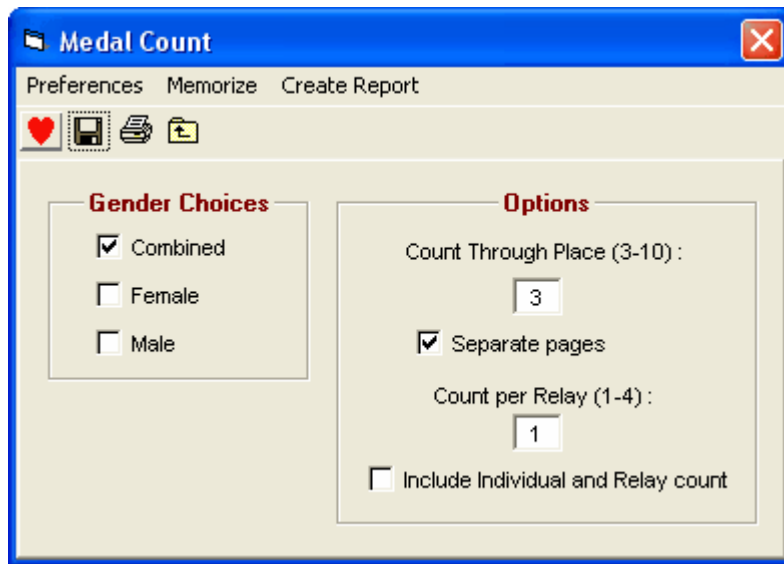 Medal Count
Preferences Memorize Create Report
Gender Choices
Combined
Female
Male
Options
Count Through Place (3-10) :
3
Separate pages
Count per Relay (1-4) :
1
Include Individual and Relay count